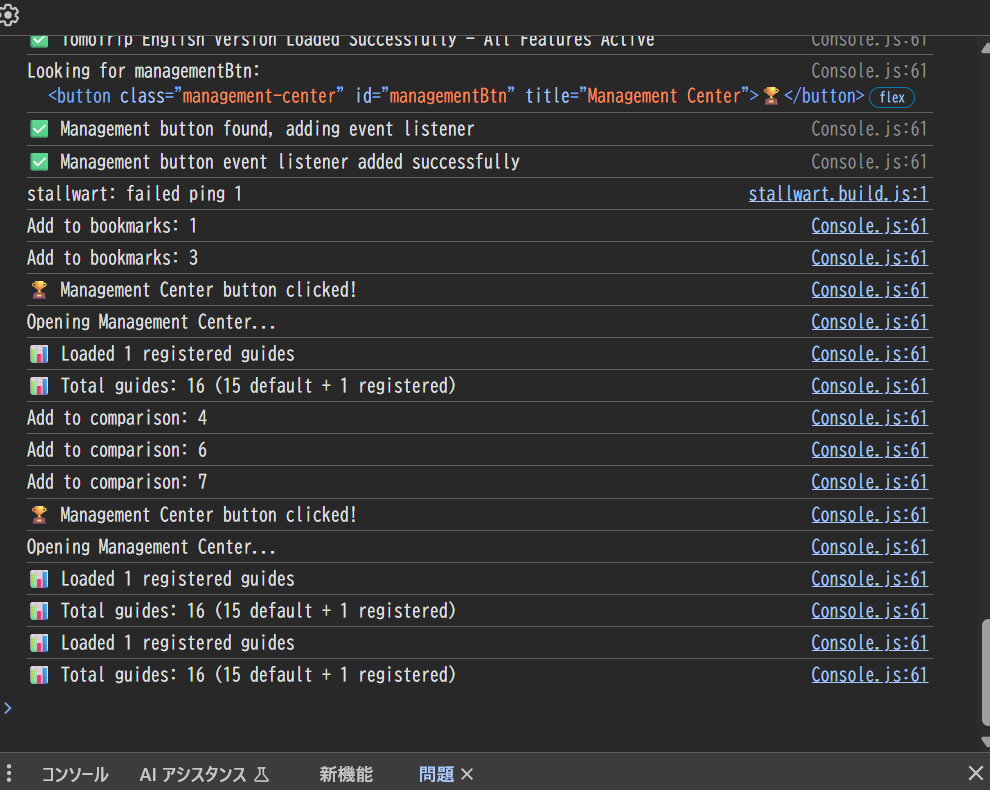 ✅ TomoTrip English Version Loaded Successfully - All Features Active Console.js:61
Looking for managementBtn: Console.js:61
<button class="management-center" id="managementBtn" title="Management Center">🏆</button> flex
✅ Management button found, adding event listener Console.js:61
✅ Management button event listener added successfully Console.js:61
stallwart: failed ping 1 stallwart.build.js:1
Add to bookmarks: 1 Console.js:61
Add to bookmarks: 3 Console.js:61
🏆 Management Center button clicked! Console.js:61
Opening Management Center... Console.js:61
📊 Loaded 1 registered guides Console.js:61
📊 Total guides: 16 (15 default + 1 registered) Console.js:61
Add to comparison: 4 Console.js:61
Add to comparison: 6 Console.js:61
Add to comparison: 7 Console.js:61
🏆 Management Center button clicked! Console.js:61
Opening Management Center... Console.js:61
📊 Loaded 1 registered guides Console.js:61
📊 Total guides: 16 (15 default + 1 registered) Console.js:61
📊 Loaded 1 registered guides Console.js:61
📊 Total guides: 16 (15 default + 1 registered) Console.js:61
コンソール AI アシスタンス 新機能 問題